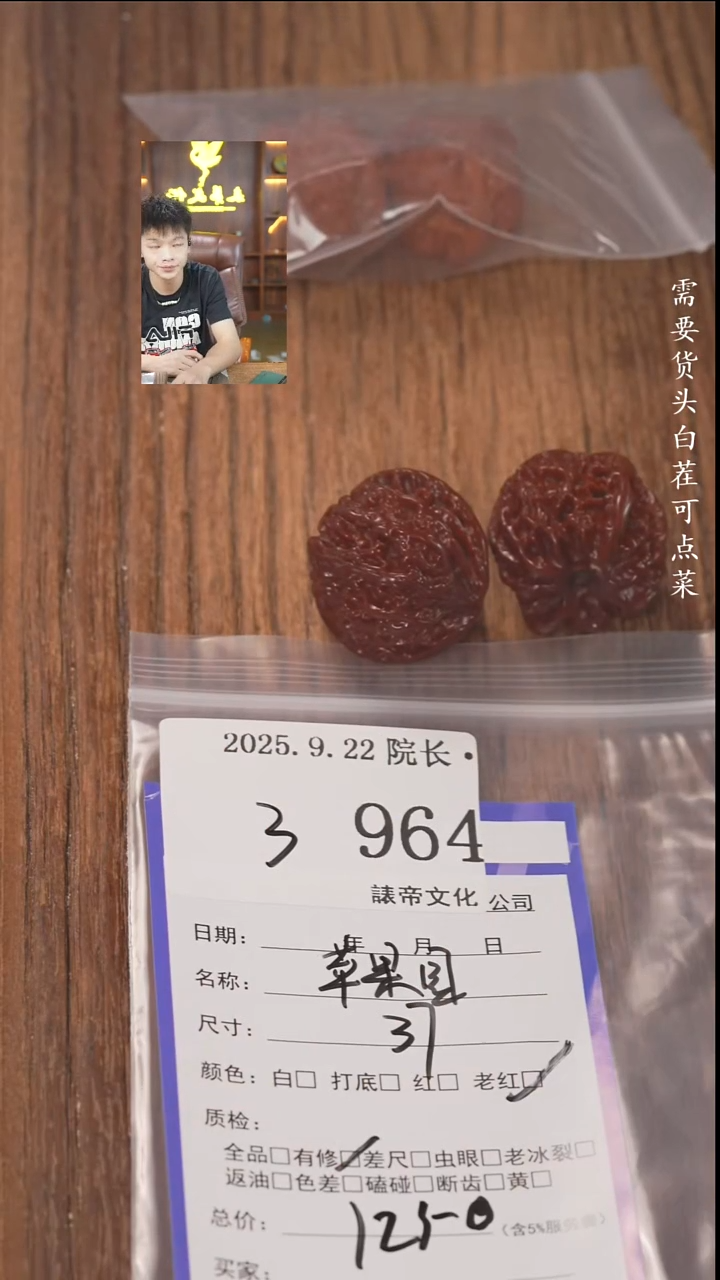 需要货头白茬可点菜
2025.9.22 院长·
3 964
誱帝文化 公司
日期： 年 月 日
名称： 苹果园
尺寸： 37
颜色：白□ 打底□ 红□ 老红☑
质检：
全品□有修☑差尺□虫眼□老冰裂□
返油□色差□磕碰□断齿□黄□
总价： 1250 （含5%服务费）
买家：